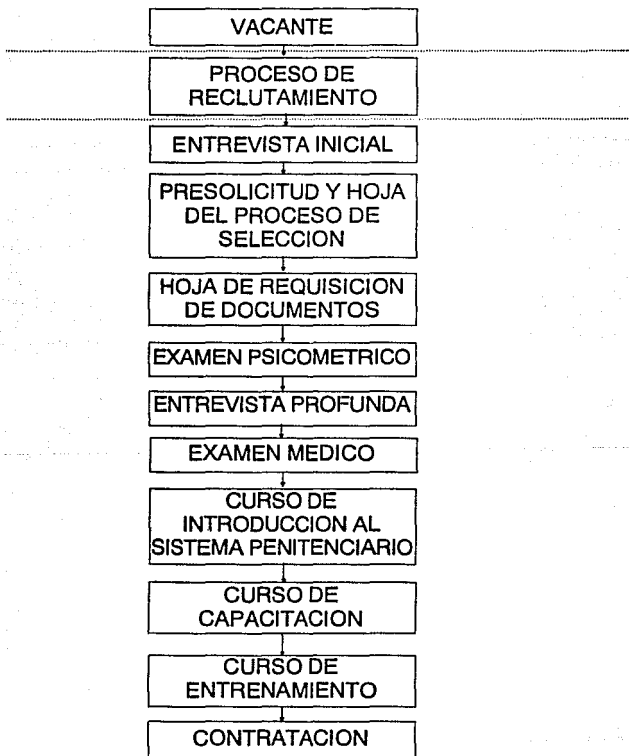 VACANTE
PROCESO DE
RECLUTAMIENTO
ENTREVISTA INICIAL
PRESOLICITUD Y HOJA
DEL PROCESO DE
SELECCION
HOJA DE REQUISICION
DE DOCUMENTOS
EXAMEN PSICOMETRICO
ENTREVISTA PROFUNDA
EXAMEN MEDICO
CURSO DE
INTRODUCCION AL
SISTEMA PENITENCIARIO
CURSO DE
CAPACITACION
CURSO DE
ENTRENAMIENTO
CONTRATACION